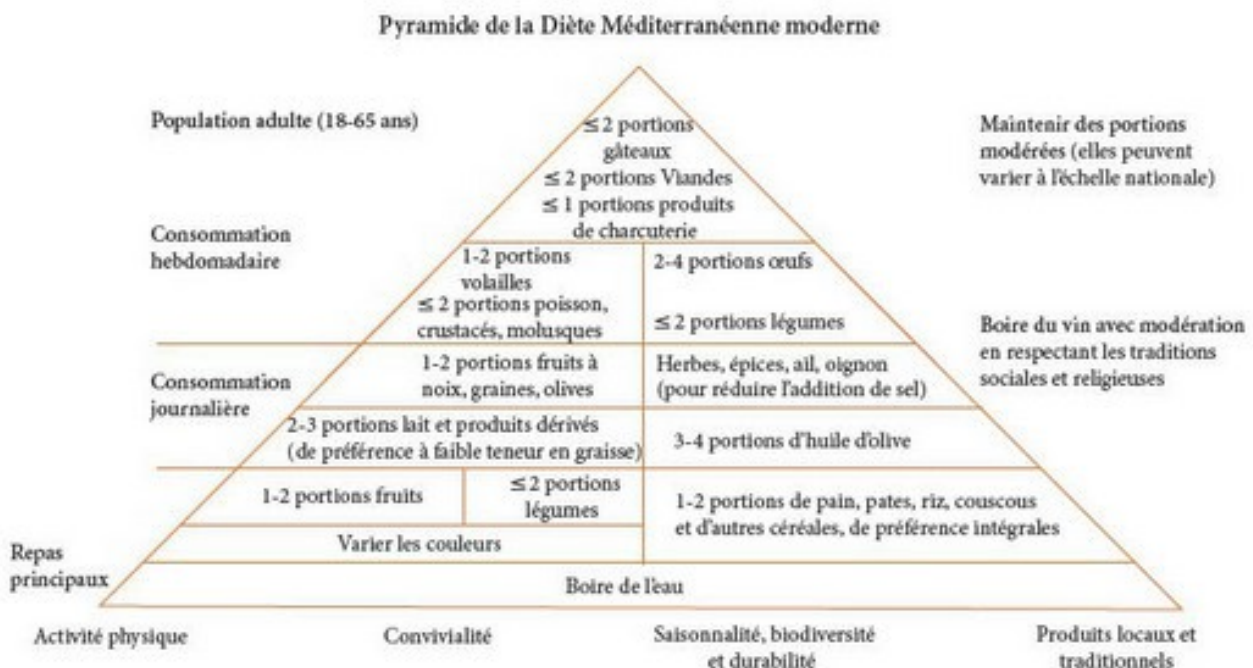 Pyramide de la Diète Méditerranéenne moderne
Population adulte (18-65 ans)
≤ 2 portions
gâteaux
≤ 2 portions Viandes
≤ 1 portions produits
de charcuterie
Maintenir des portions
modérées (elles peuvent
varier à l'échelle nationale)
Consommation
hebdomadaire
1-2 portions
volailles
≤ 2 portions poisson,
crustacés, molusques
2-4 portions œufs
≤ 2 portions légumes
Boire du vin avec modération
en respectant les traditions
sociales et religieuses
Consommation
journalière
1-2 portions fruits à
noix, graines, olives
Herbes, épices, ail, oignon
(pour réduire l'addition de sel)
2-3 portions lait et produits dérivés
(de préférence à faible teneur en graisse)
3-4 portions d'huile d'olive
1-2 portions fruits
≤ 2 portions
légumes
1-2 portions de pain, pates, riz, couscous
et d'autres céréales, de préférence intégrales
Varier les couleurs
Repas
principaux
Boire de l'eau
Activité physique
Convivialité
Saisonnalité, biodiversité
et durabilité
Produits locaux et
traditionnels